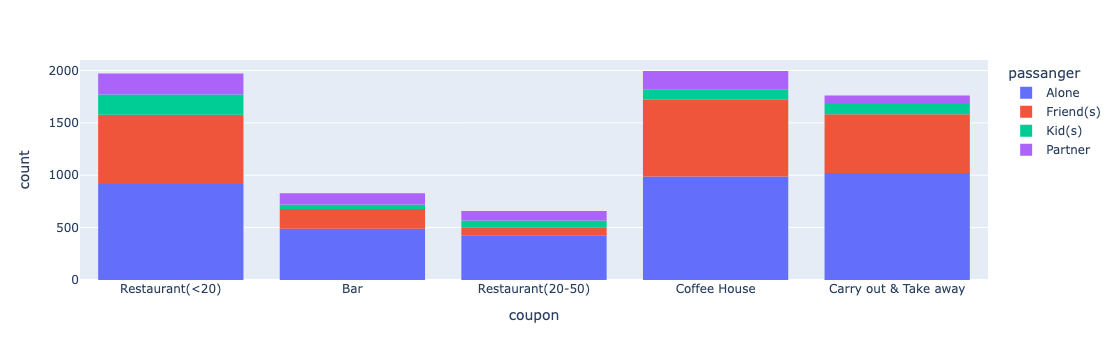 2000
1500
1000
500
0
count
Restaurant(<20)
Bar
Restaurant(20-50)
Coffee House
Carry out & Take away
coupon
passanger
Alone
Friend(s)
Kid(s)
Partner